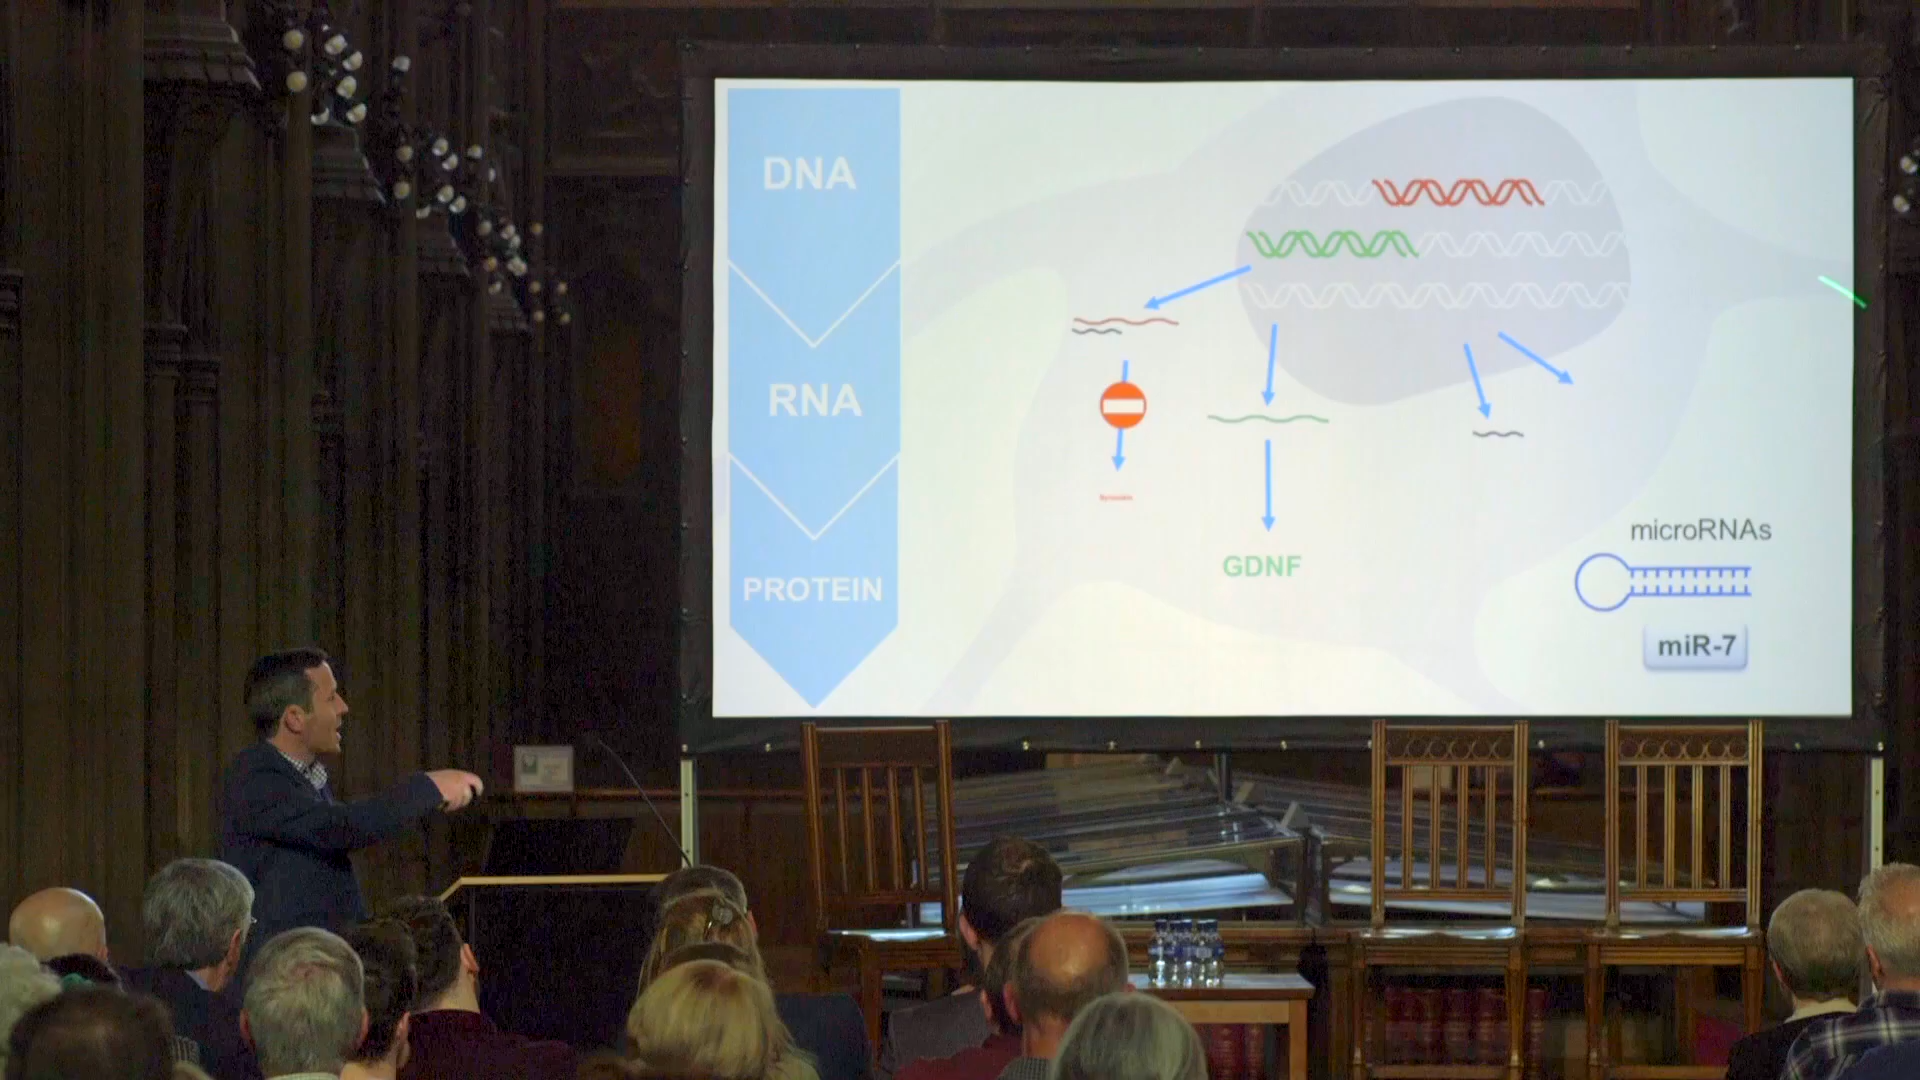 DNA
RNA
PROTEIN
GDNF
microRNAs
miR-7